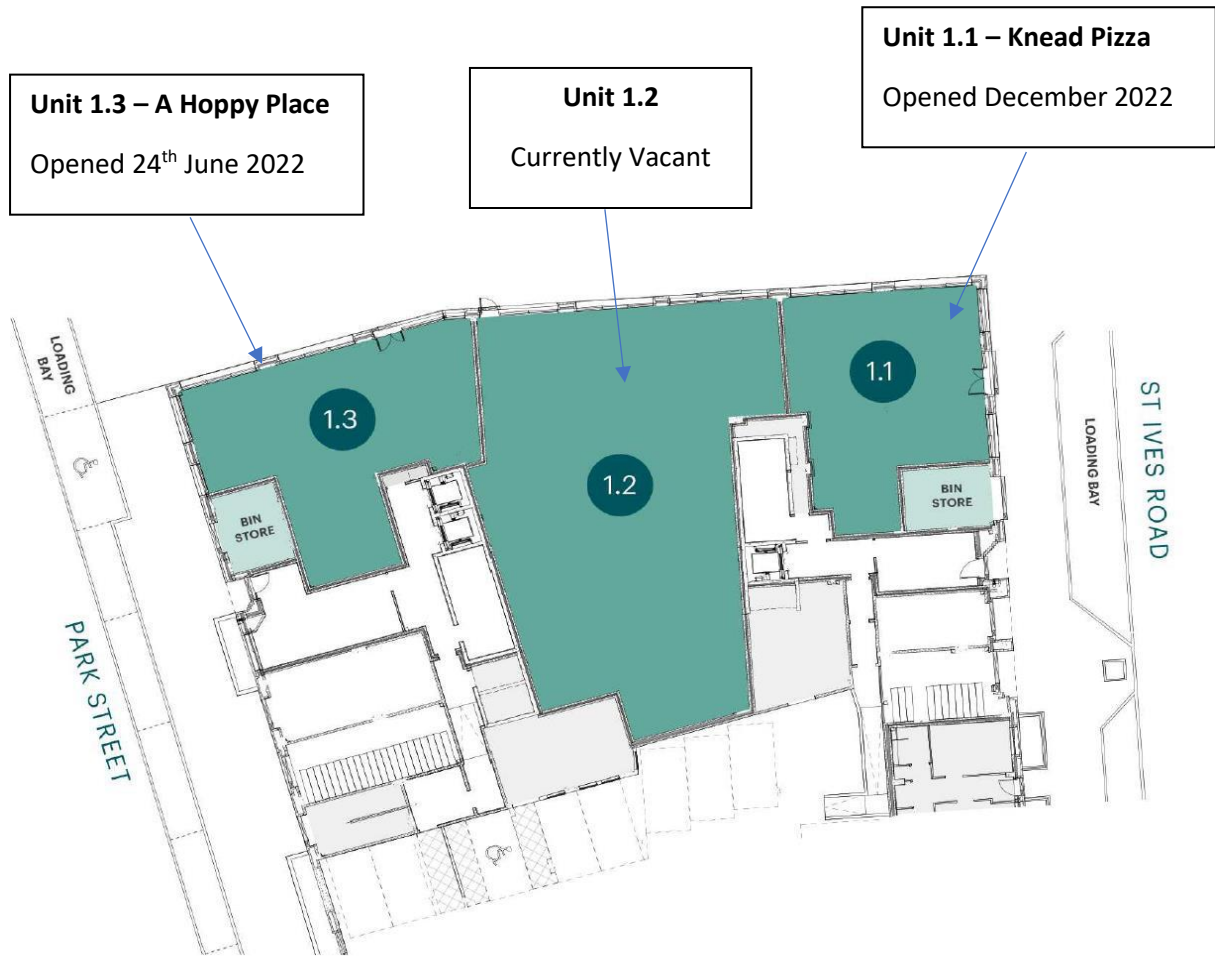 Unit 1.3 – A Hoppy Place
Opened 24th June 2022
Unit 1.2
Currently Vacant
Unit 1.1 – Knead Pizza
Opened December 2022
LOADING
BAY
1.3
1.2
1.1
BIN
STORE
BIN
STORE
LOADING BAY
ST IVES ROAD
PARK STREET